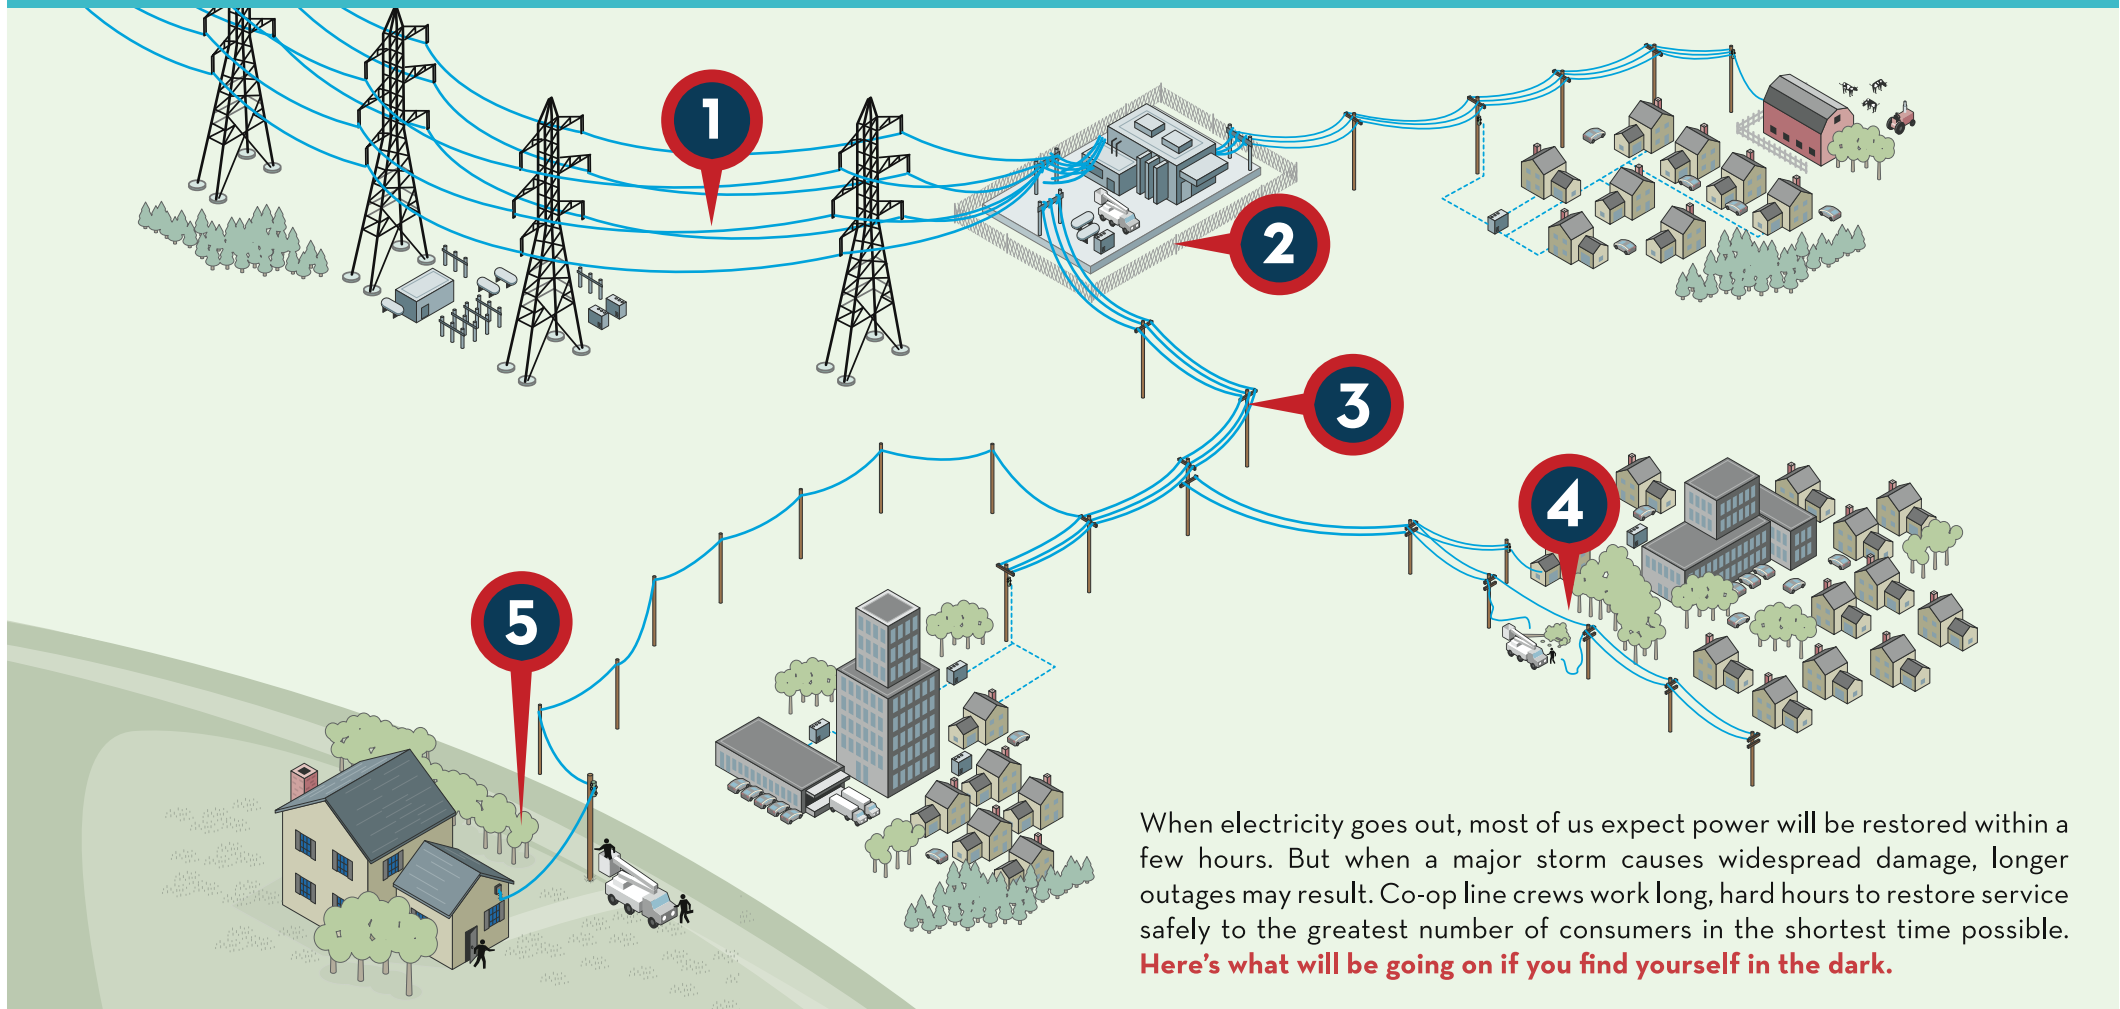 1
2
3
4
5
When electricity goes out, most of us expect power will be restored within a
few hours. But when a major storm causes widespread damage, longer
outages may result. Co-op line crews work long, hard hours to restore service
safely to the greatest number of consumers in the shortest time possible.
Here's what will be going on if you find yourself in the dark.